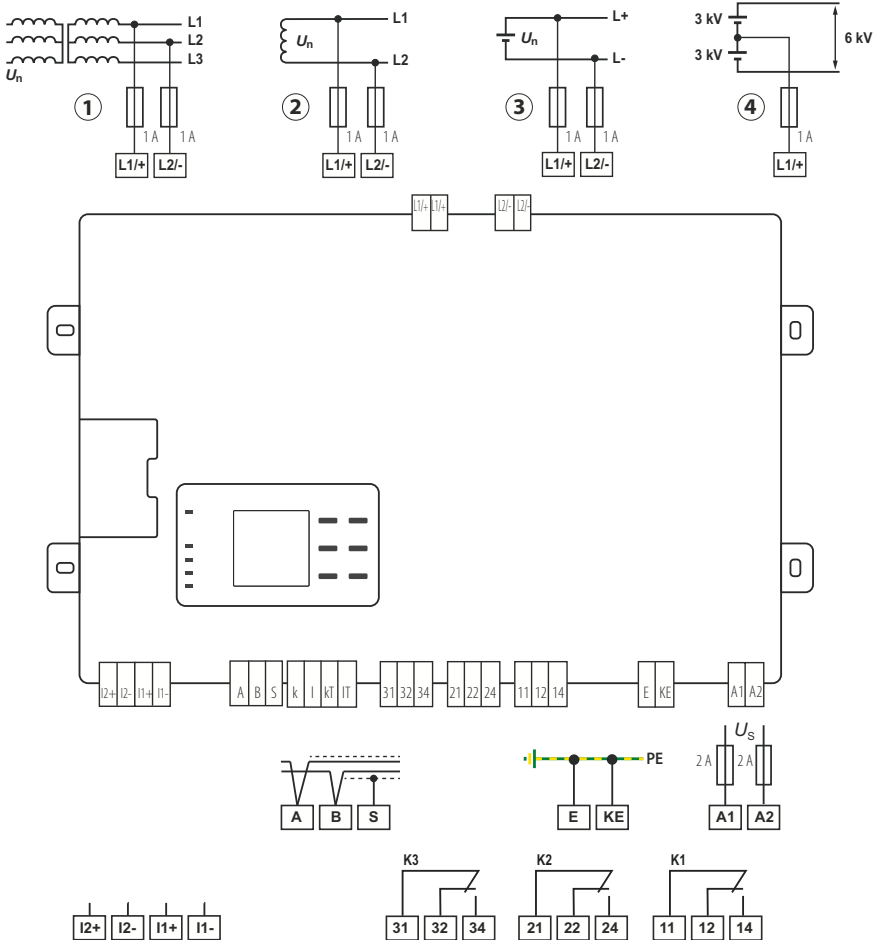 L1
L2
L3
Un
1
1 A
1 A
L1/+
L2/-
L1
L2
Un
2
1 A
1 A
L1/+
L2/-
L+
L-
Un
3
1 A
1 A
L1/+
L2/-
3 kV
3 kV
6 kV
4
1 A
L1/+
L1/+ L1/+ L2/- L2/-
I2+ I2- I1+ I1- A B S k l kT lT 31 32 34 21 22 24 11 12 14 E KE A1 A2
A B S
PE
E KE
US
2 A 2 A
A1 A2
K3 K2 K1
I2+ I2- I1+ I1- 31 32 34 21 22 24 11 12 14